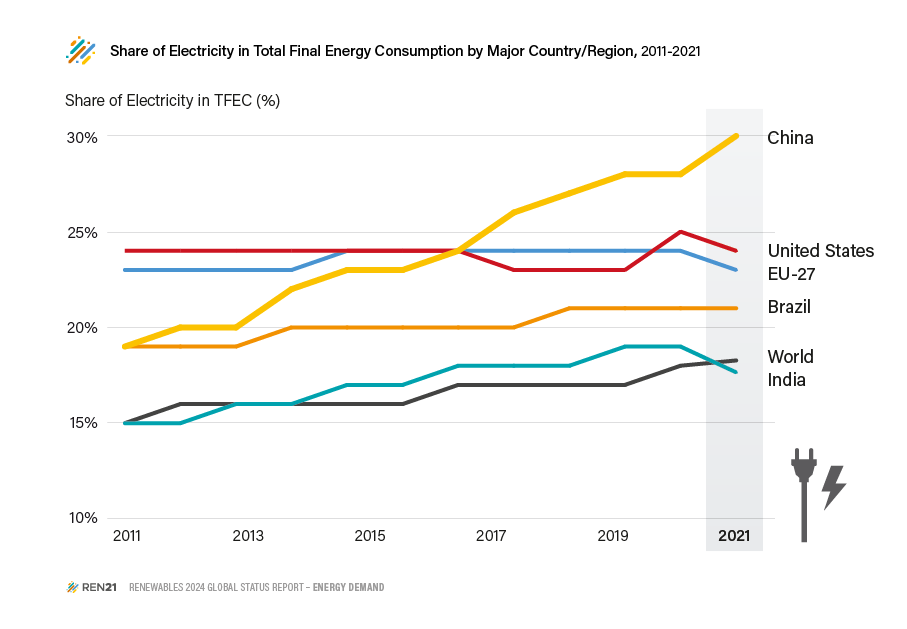 Share of Electricity in Total Final Energy Consumption by Major Country/Region, 2011-2021
Share of Electricity in TFEC (%)
30%
China
25%
United States
EU-27
Brazil
20%
World
India
15%
10%
2011 2013 2015 2017 2019 2021
REN21 RENEWABLES 2024 GLOBAL STATUS REPORT – ENERGY DEMAND